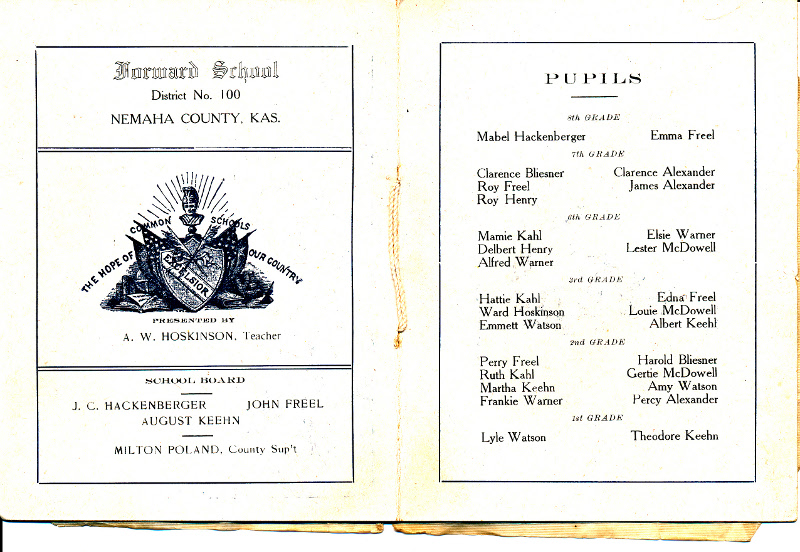 Forward School
District No. 100
NEMAHA COUNTY, KAS.
THE HOPE OF COMMON SCHOOLS OUR COUNTRY
EXCELSIOR
PRESENTED BY
A. W. HOSKINSON, Teacher
SCHOOL BOARD
J. C. HACKENBERGER JOHN FREEL
AUGUST KEEHN
MILTON POLAND, County Sup't
PUPILS
8th GRADE
Mabel Hackenberger Emma Freel
7th GRADE
Clarence Bliesner Clarence Alexander
Roy Freel James Alexander
Roy Henry
6th GRADE
Mamie Kahl Elsie Warner
Delbert Henry Lester McDowell
Alfred Warner
3rd GRADE
Hattie Kahl Edna Freel
Ward Hoskinson Louie McDowell
Emmett Watson Albert Keehl
2nd GRADE
Perry Freel Harold Bliesner
Ruth Kahl Gertie McDowell
Martha Keehn Amy Watson
Frankie Warner Percy Alexander
1st GRADE
Lyle Watson Theodore Keehn